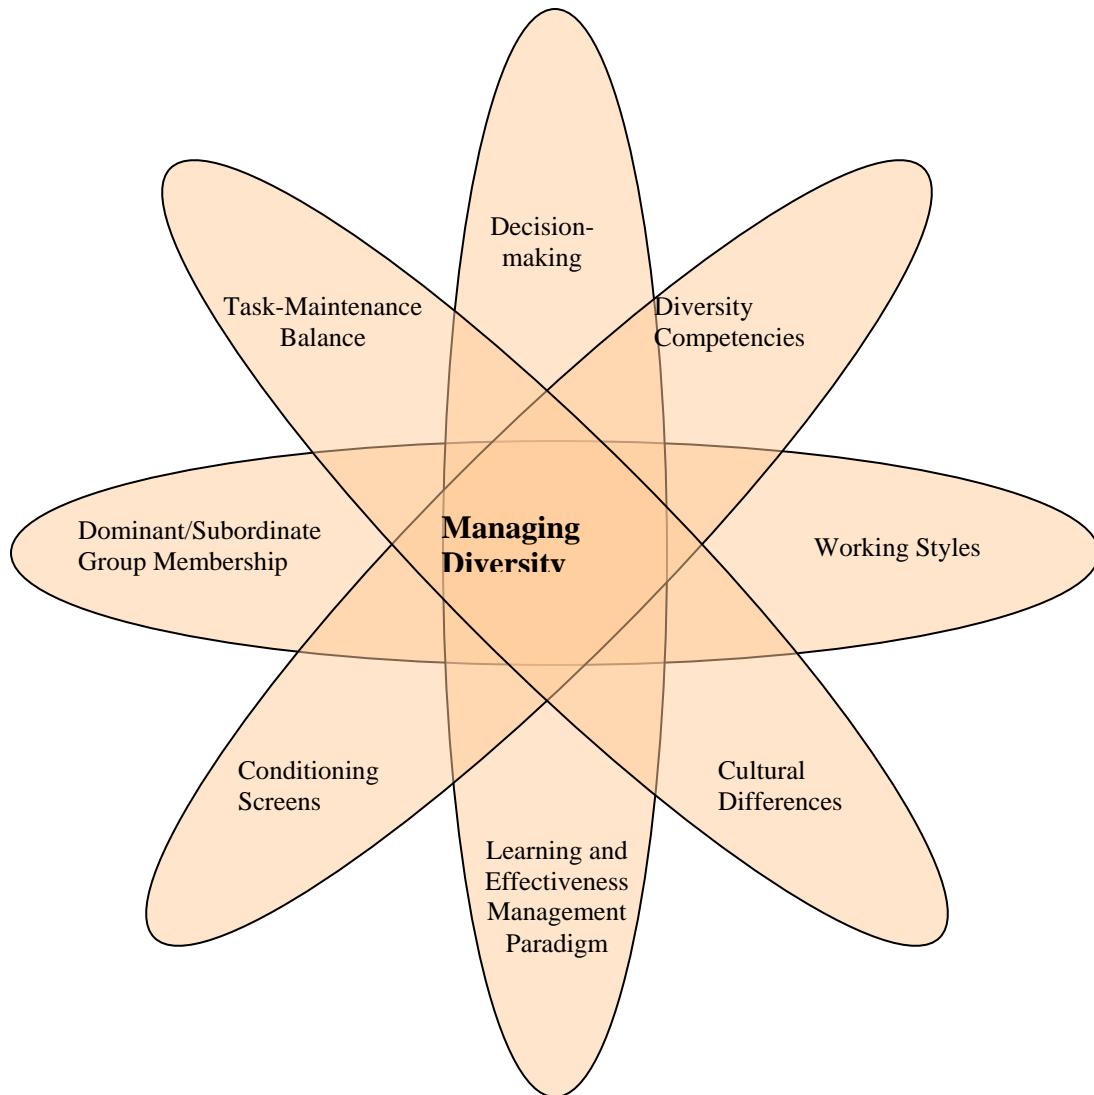 Decision-
making
Task-Maintenance
Balance
Diversity
Competencies
Dominant/Subordinate
Group Membership
Managing
Diversity
Working Styles
Conditioning
Screens
Cultural
Differences
Learning and
Effectiveness
Management
Paradigm